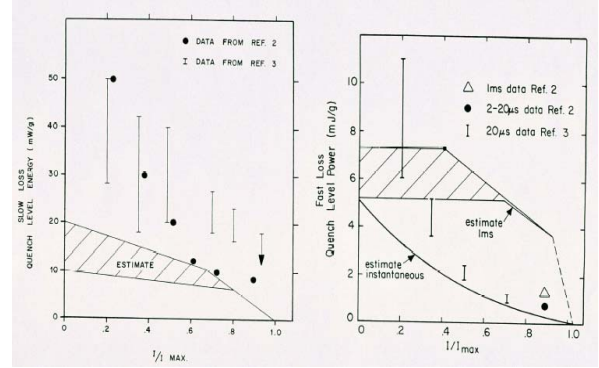 ● DATA FROM REF. 2
I DATA FROM REF. 3
SLOW LOSS
QUENCH LEVEL ENERGY (mW/g)
50
40
30
20
10
0
ESTIMATE
0
.2
.4
.6
.8
1.0
I/I MAX.
Fast Loss
Quench Level Power (mJ/g)
10
8
6
4
2
0
△ 1ms data Ref. 2
● 2-20μs data Ref. 2
I 20μs data Ref. 3
estimate
1ms
estimate
instantaneous
0
.2
.4
.6
.8
1.0
I/Imax